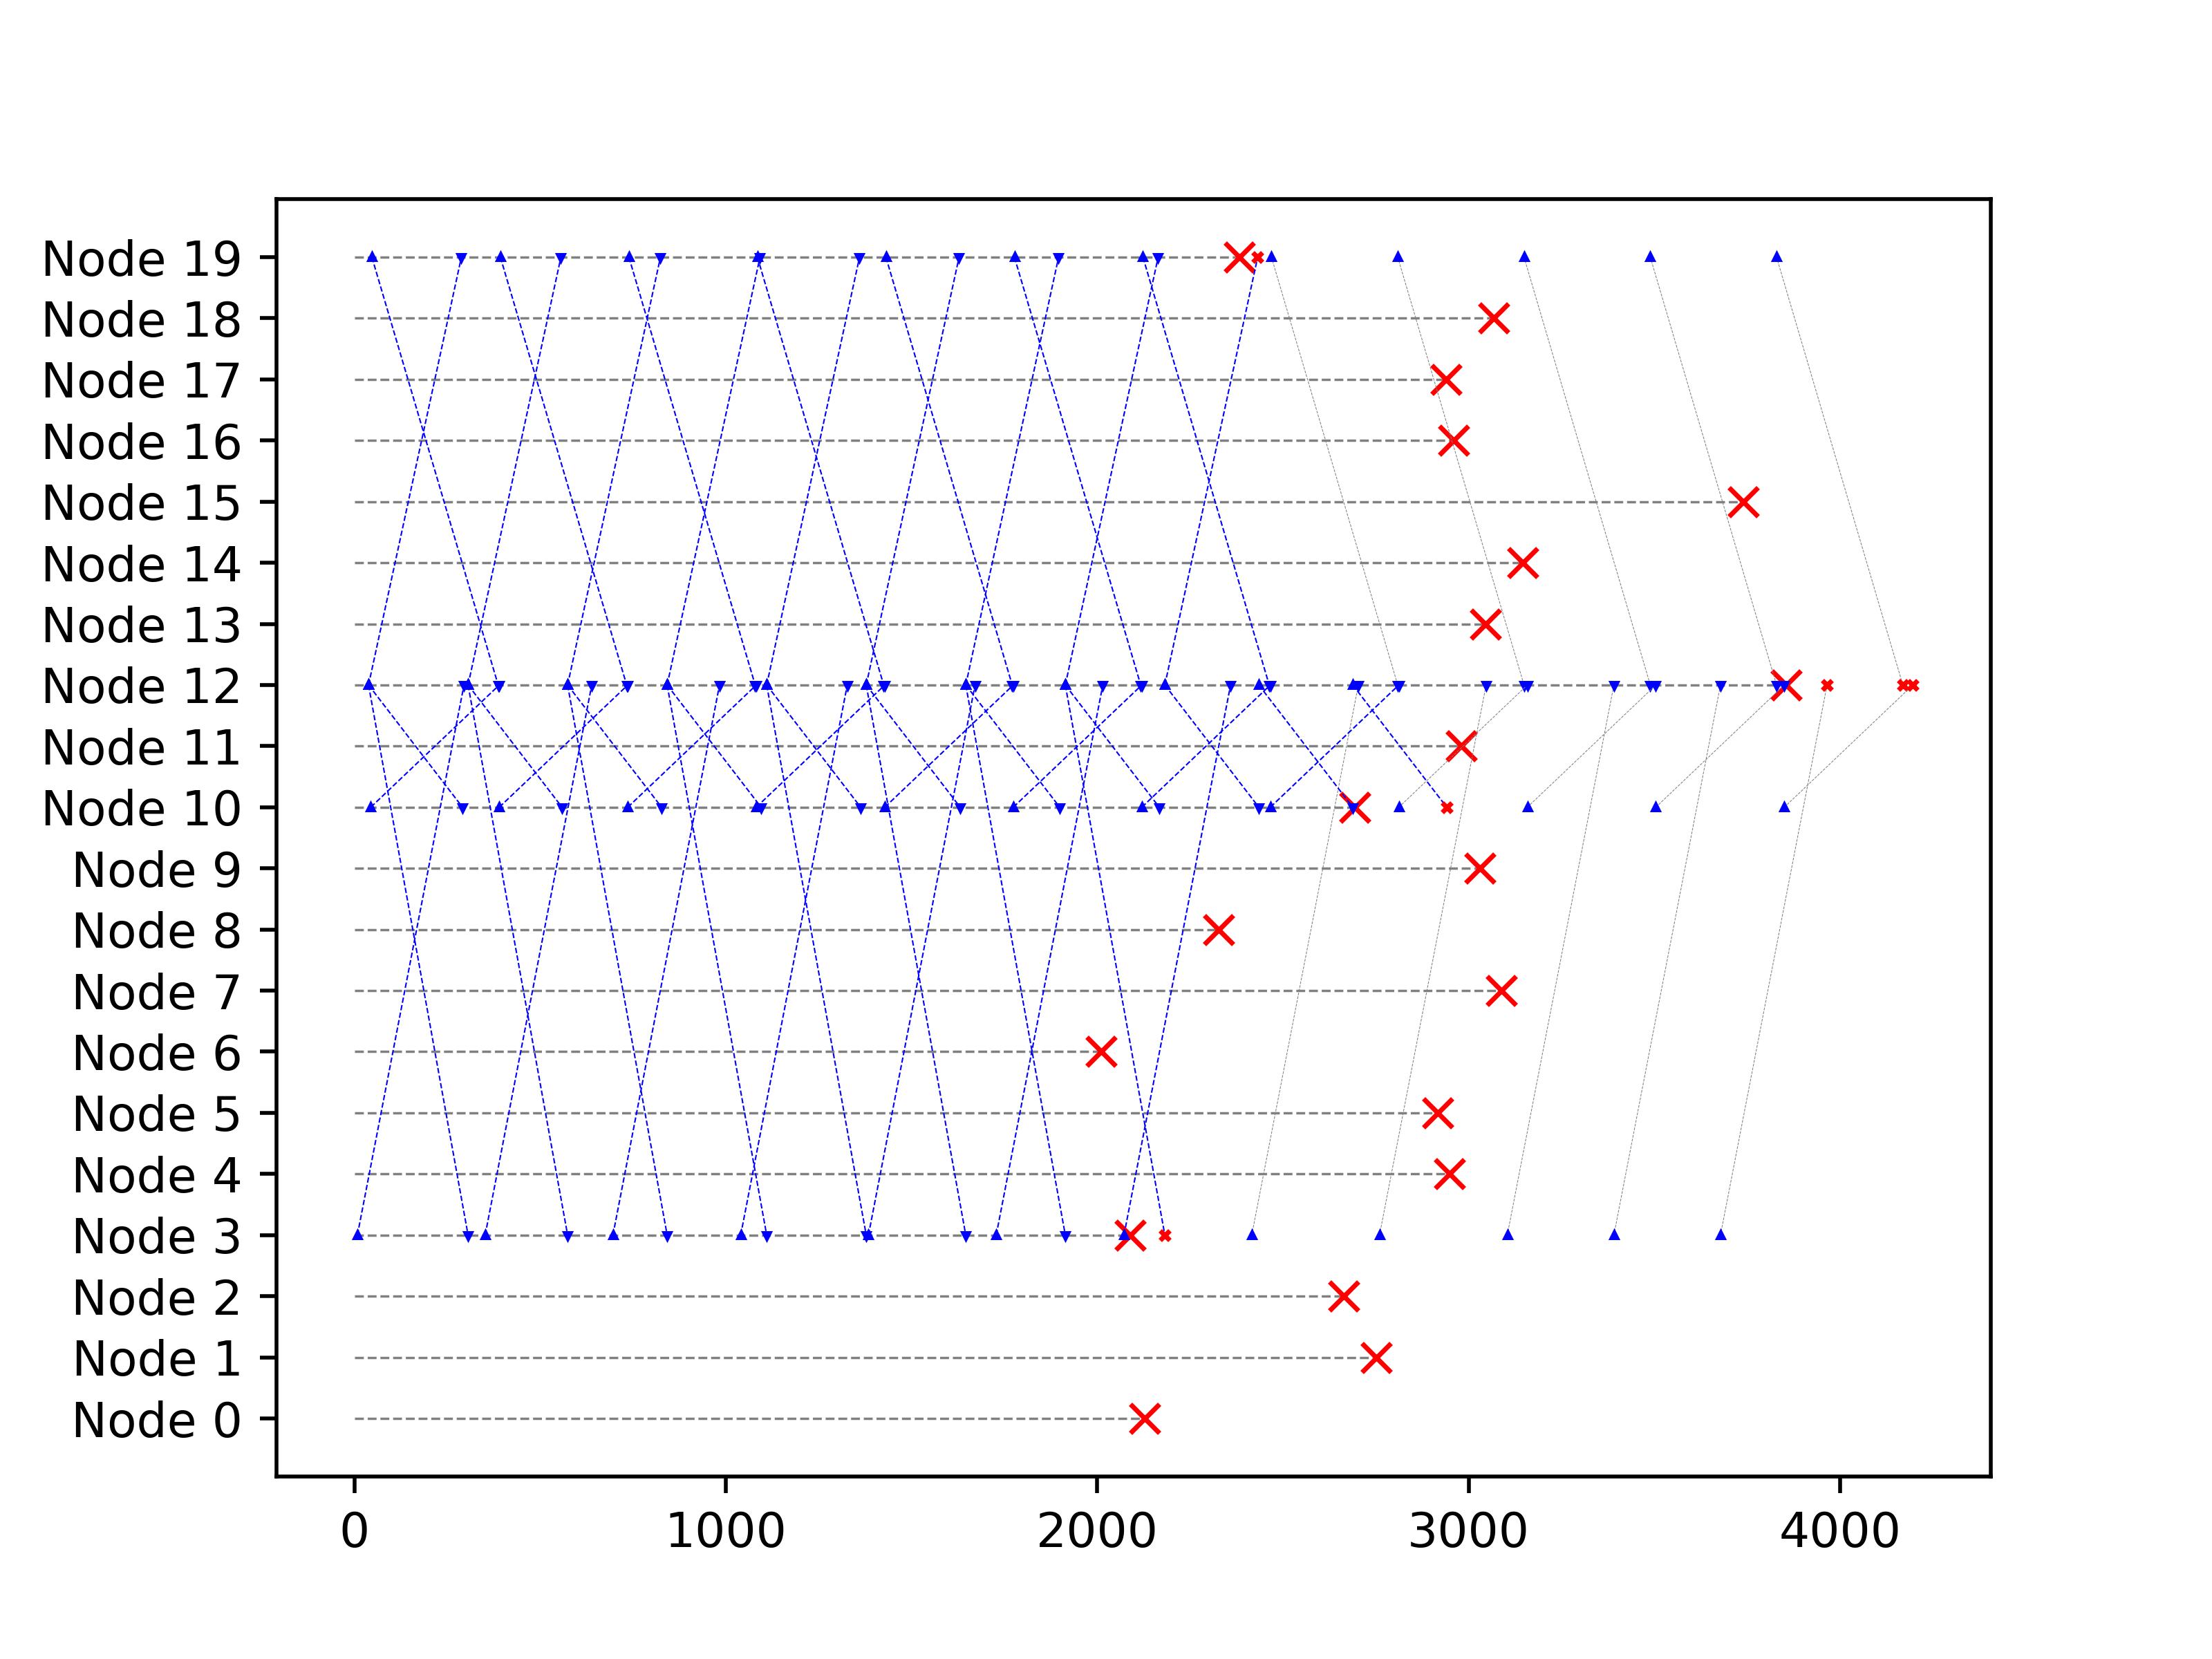 Node 19
Node 18
Node 17
Node 16
Node 15
Node 14
Node 13
Node 12
Node 11
Node 10
Node 9
Node 8
Node 7
Node 6
Node 5
Node 4
Node 3
Node 2
Node 1
Node 0
0 1000 2000 3000 4000